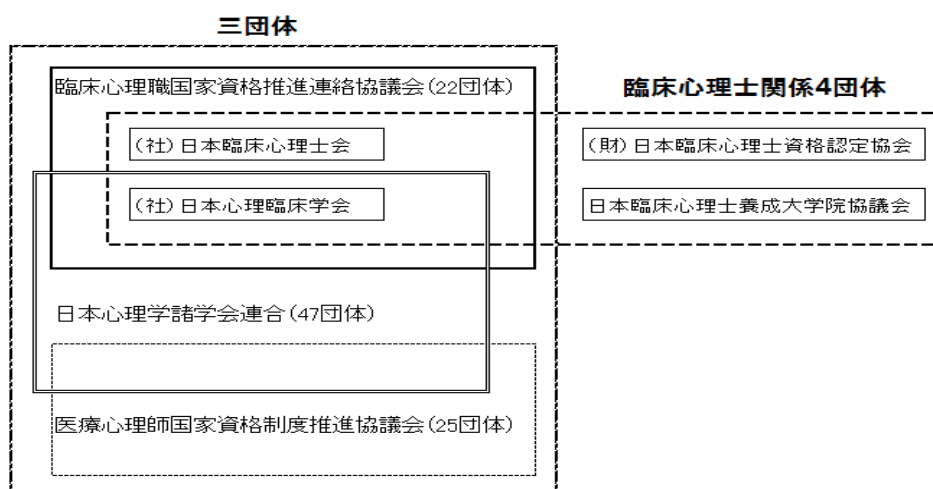 三団体
臨床心理職国家資格推進連絡協議会(22団体)
臨床心理士関係4団体
(社)日本臨床心理士会
(財)日本臨床心理士資格認定協会
(社)日本心理臨床学会
日本臨床心理士養成大学院協議会
日本心理学諸学会連合(47団体)
医療心理師国家資格制度推進協議会(25団体)